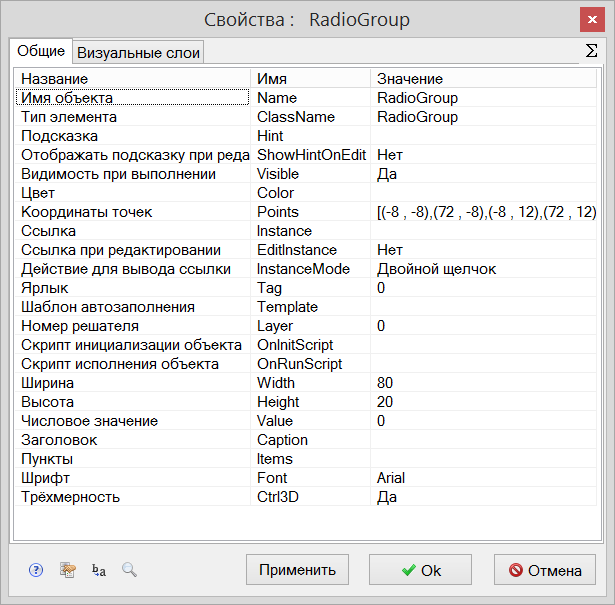 Свойства : RadioGroup
Общие Визуальные слои Σ
Название Имя Значение
Имя объекта Name RadioGroup
Тип элемента ClassName RadioGroup
Подсказка Hint
Отображать подсказку при реда ShowHintOnEdit Нет
Видимость при выполнении Visible Да
Цвет Color
Координаты точек Points [(-8 , -8),(72 , -8),(-8 , 12),(72 , 12)
Ссылка Instance
Ссылка при редактировании EditInstance Нет
Действие для вывода ссылки InstanceMode Двойной щелчок
Ярлык Tag 0
Шаблон автозаполнения Template
Номер решателя Layer 0
Скрипт инициализации объекта OnInitScript
Скрипт исполнения объекта OnRunScript
Ширина Width 80
Высота Height 20
Числовое значение Value 0
Заголовок Caption
Пункты Items
Шрифт Font Arial
Трёхмерность Ctrl3D Да
? ba Применить Ok Отмена